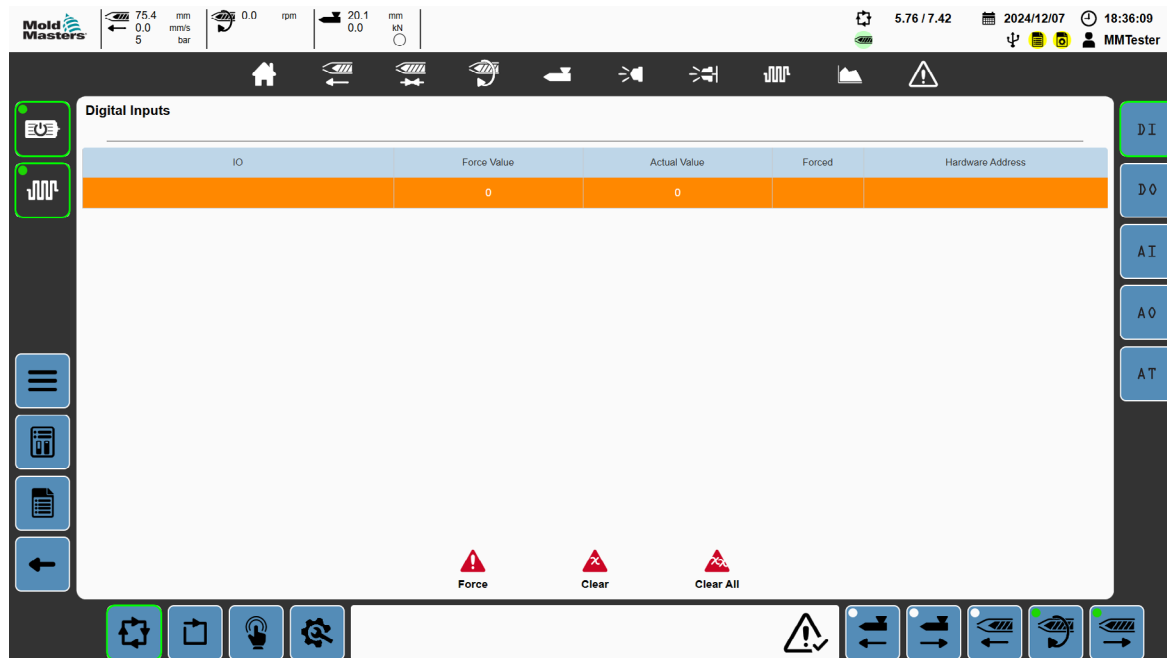 Mold
Masters
75.4 mm
0.0 mm/s
5 bar
0.0 rpm
20.1 mm
0.0 kN
5.76 / 7.42
2024/12/07
18:36:09
MMTester
Digital Inputs
IO Force Value Actual Value Forced Hardware Address
0 0
DI
DO
AI
AO
AT
Force Clear Clear All